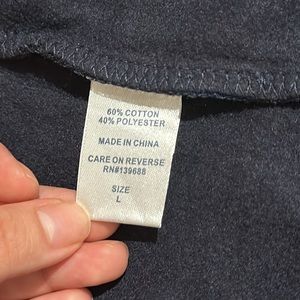 60% COTTON
40% POLYESTER
MADE IN CHINA
CARE ON REVERSE
RN#139688
SIZE
L